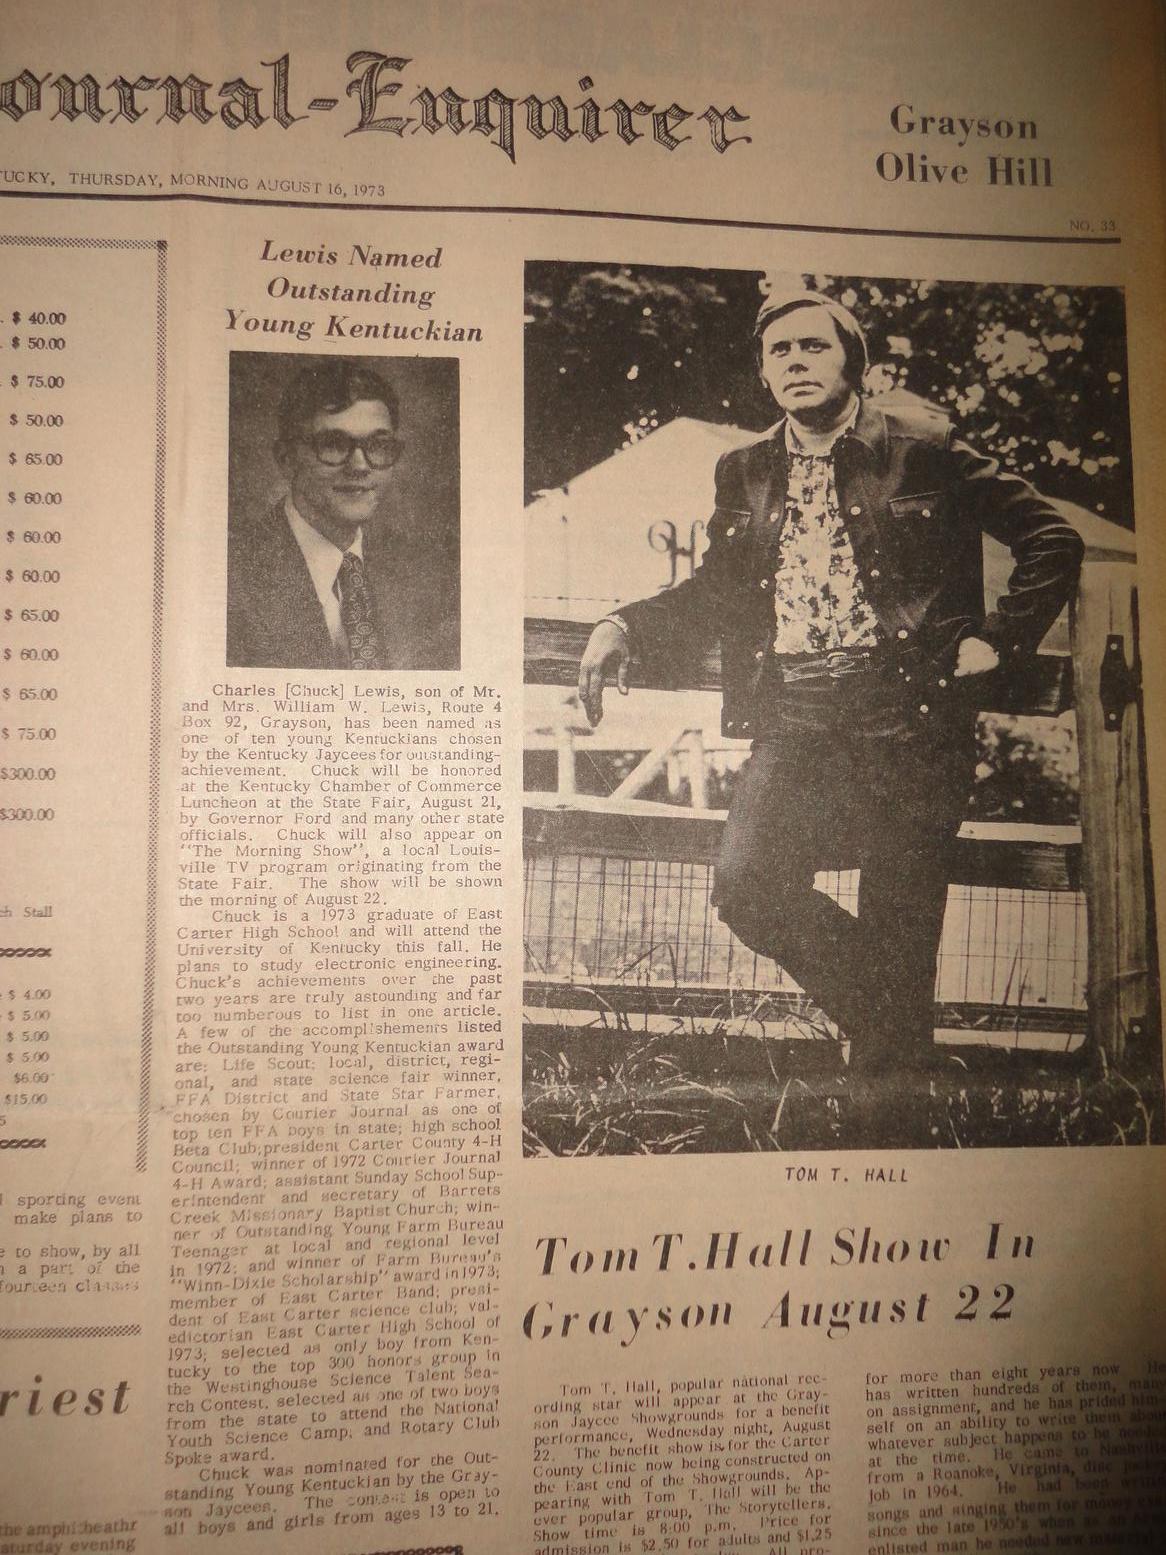 ournal-Enquirer
Grayson
Olive Hill
TUCKY, THURSDAY, MORNING AUGUST 16, 1973
NO. 33
. $ 40.00
. $ 50.00
. $ 75.00
$ 50.00
$ 65.00
$ 60.00
$ 60.00
$ 60.00
$ 65.00
$ 60.00
$ 65.00
$ 75.00
$300.00
$300.00
ch Stall
$ 4.00
$ 5.00
$ 5.00
$ 5.00
$6.00
$15.00
5
l sporting event
make plans to
e to show, by all
n a part of the
fourteen classes
riest
the amphitheathr
aturday evening
Lewis Named
Outstanding
Young Kentuckian
Charles [Chuck] Lewis, son of Mr.
and Mrs. William W. Lewis, Route 4
Box 92, Grayson, has been named as
one of ten young Kentuckians chosen
by the Kentucky Jaycees for outstanding-
achievement. Chuck will be honored
at the Kentucky Chamber of Commerce
Luncheon at the State Fair, August 21,
by Governor Ford and many other state
officials. Chuck will also appear on
"The Morning Show", a local Louis-
ville TV program originating from the
State Fair. The show will be shown
the morning of August 22.
Chuck is a 1973 graduate of East
Carter High School and will attend the
University of Kentucky this fall. He
plans to study electronic engineering.
Chuck's achievements over the past
two years are truly astounding and far
too numberous to list in one article.
A few of the accomplishements listed
the Outstanding Young Kentuckian award
are: Life Scout; local, district, regi-
onal, and state science fair winner,
FFA District and State Star Farmer,
chosen by Courier Journal as one of
top ten FFA boys in state; high school
Beta Club;president Carter County 4-H
Council; winner of 1972 Courier Journal
4-H Award; assistant Sunday School Sup-
erintendent and secretary of Barrets
Creek Missionary Baptist Church; win-
ner of Outstanding Young Farm Bureau
Teenager at local and regional level
in 1972; and winner of Farm Bureau's
"Winn-Dixie Scholarship" award in 1973;
member of East Carter Band; presi-
dent of East Carter science club; val-
edictorian East Carter High School of
1973; selected as only boy from Ken-
tucky to the top 300 honors group in
the Westinghouse Science Talent Sea-
rch Contest, selected as one of two boys
from the state to attend the National
Youth Science Camp; and Rotary Club
Spoke award.
Chuck was nominated for the Out-
standing Young Kentuckian by the Gray-
son Jaycees. The contest is open to
all boys and girls from ages 13 to 21.
H
TOM T. HALL
Tom T. Hall Show In
Grayson August 22
Tom T. Hall, popular national rec-
ording star will appear at the Gray-
son Jaycee Showgrounds for a benefit
performance, Wednesday night, August
22. The benefit show is for the Carter
County Clinic now being constructed on
the East end of the Showgrounds. Ap-
pearing with Tom T. Hall will be the
ever popular group, The Storytellers.
Show time is 8:00 p.m. Price for
admission is $2.50 for adults and $1.25
All pro-
for more than eight years now. He
has written hundreds of them, many
on assignment, and he has prided him-
self on an ability to write them about
whatever subject happens to be needed
at the time. He came to Nashville
from a Roanoke, Virginia, disc jockey
job in 1964. He had been writing
songs and singing them for money
since the late 1950's when as an
enlisted man he needed new material